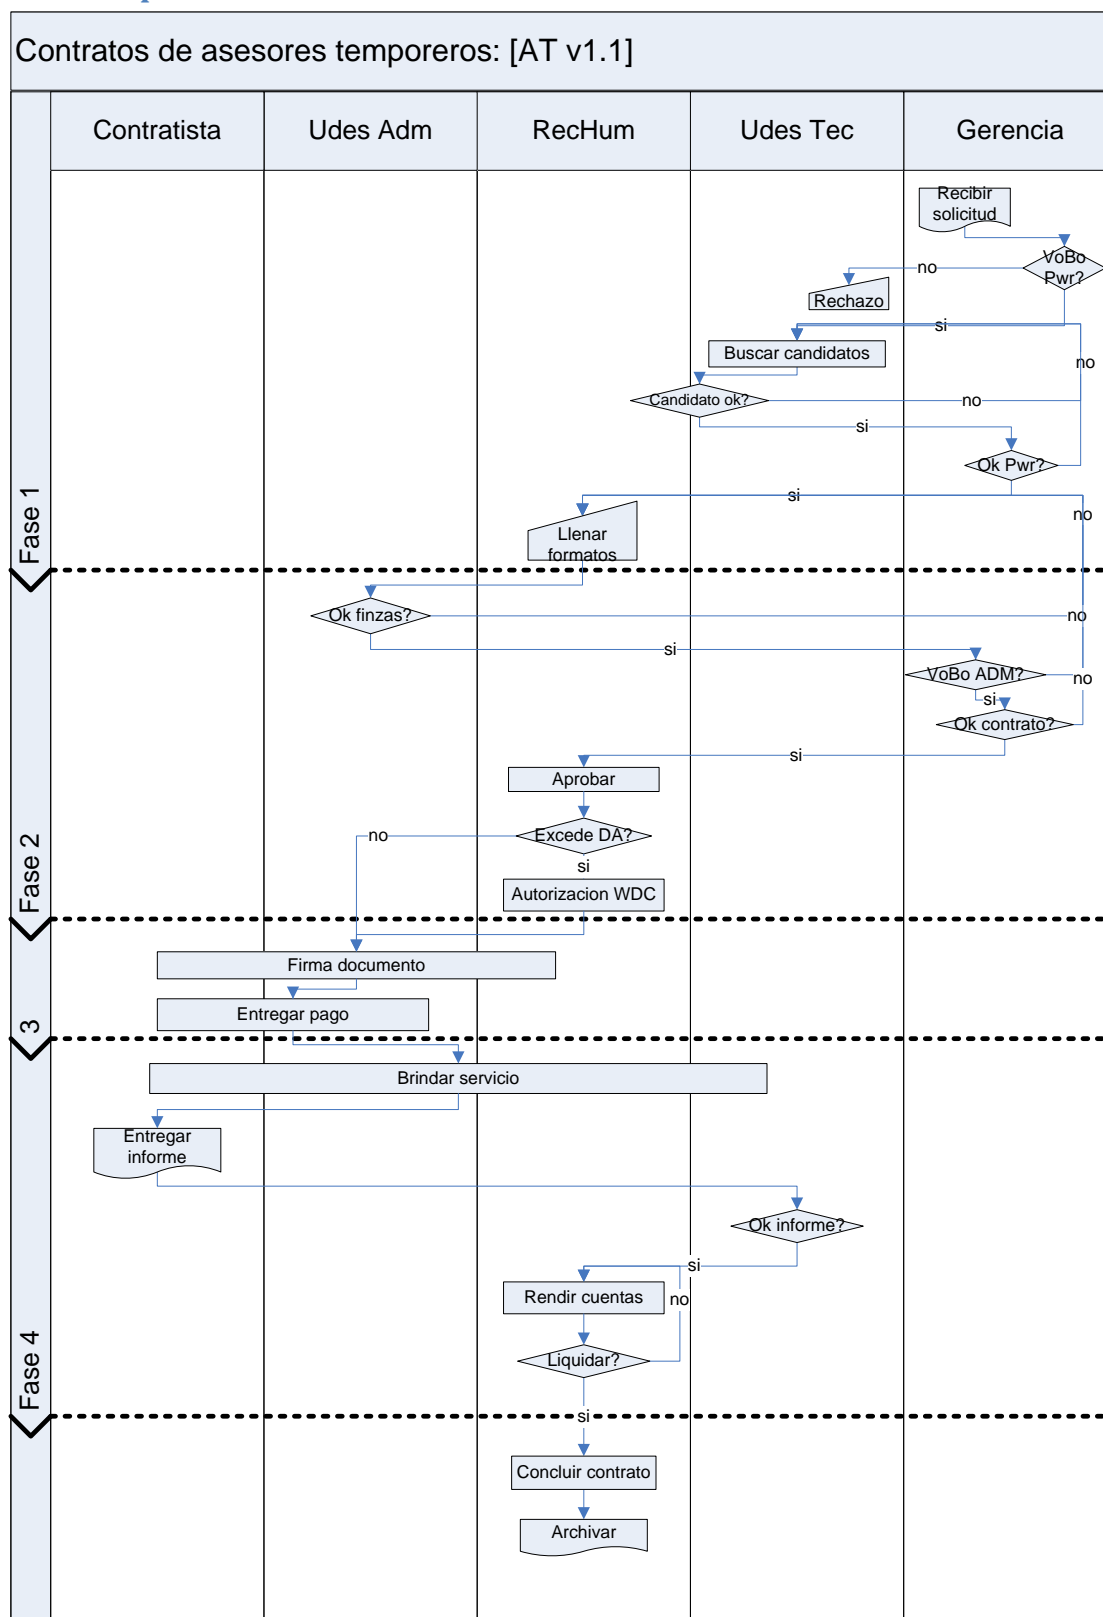 Contratos de asesores temporeros: [AT v1.1]
Contratista
Udes Adm
RecHum
Udes Tec
Gerencia
Recibir
solicitud
VoBo
Pwr?
no
Rechazo
si
Buscar candidatos
no
Candidato ok?
no
si
Ok Pwr?
si
no
Llenar
formatos
Fase 1
Ok finzas?
no
si
VoBo ADM?
no
si
Ok contrato?
si
Aprobar
Excede DA?
no
si
Autorizacion WDC
Fase 2
Firma documento
Entregar pago
3
Brindar servicio
Entregar
informe
Ok informe?
si
Rendir cuentas
no
Liquidar?
Fase 4
si
Concluir contrato
Archivar